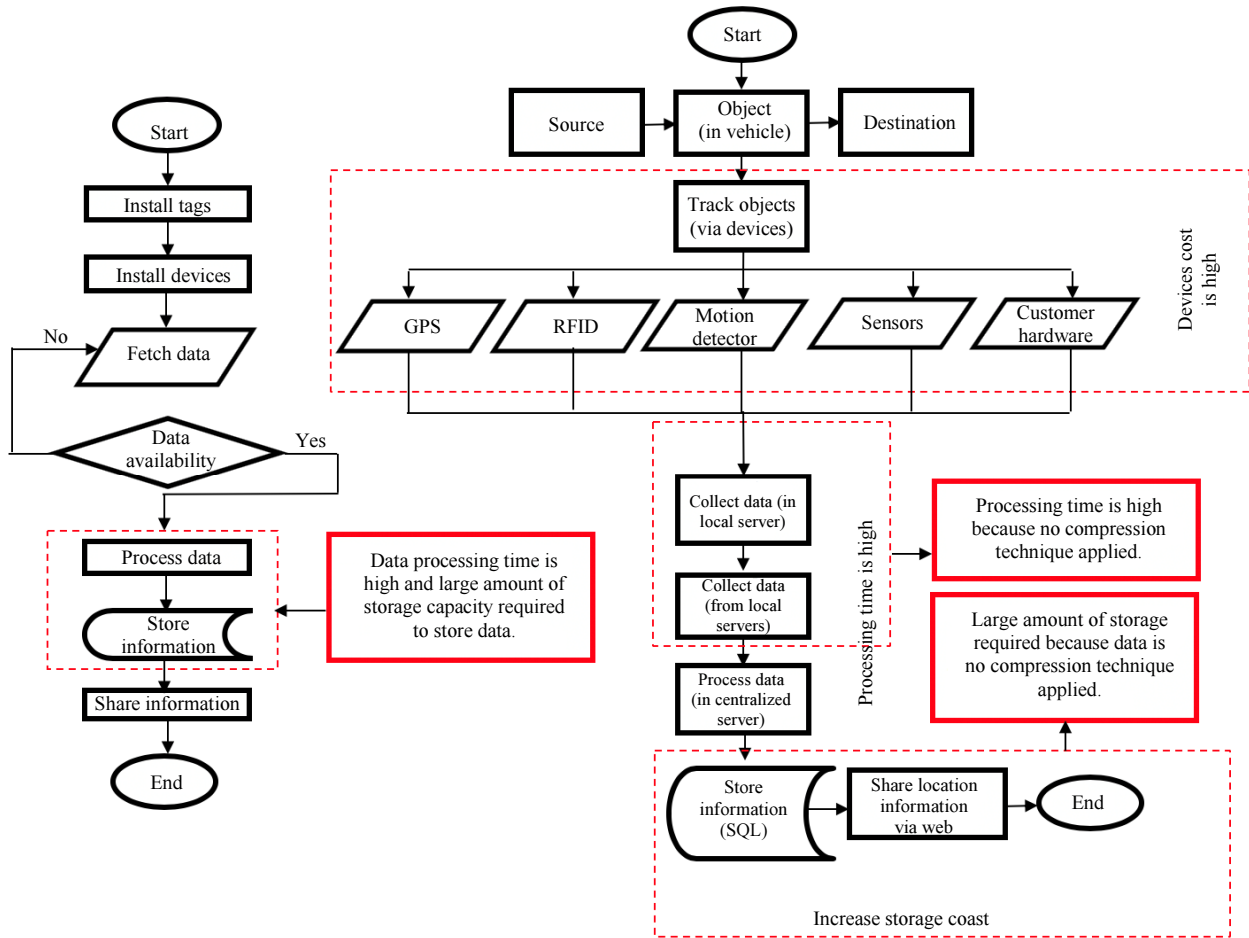 Start
Install tags
Install devices
Fetch data
No
Data
availability
Yes
Process data
Store
information
Share information
End
Data processing time is
high and large amount of
storage capacity required
to store data.
Start
Source
Object
(in vehicle)
Destination
Track objects
(via devices)
Devices cost
is high
GPS
RFID
Motion
detector
Sensors
Customer
hardware
Collect data (in
local server)
Collect data
(from local
servers)
Processing time is high
Processing time is high
because no compression
technique applied.
Process data
(in centralized
server)
Large amount of storage
required because data is
no compression technique
applied.
Store
information
(SQL)
Share location
information
via web
End
Increase storage coast